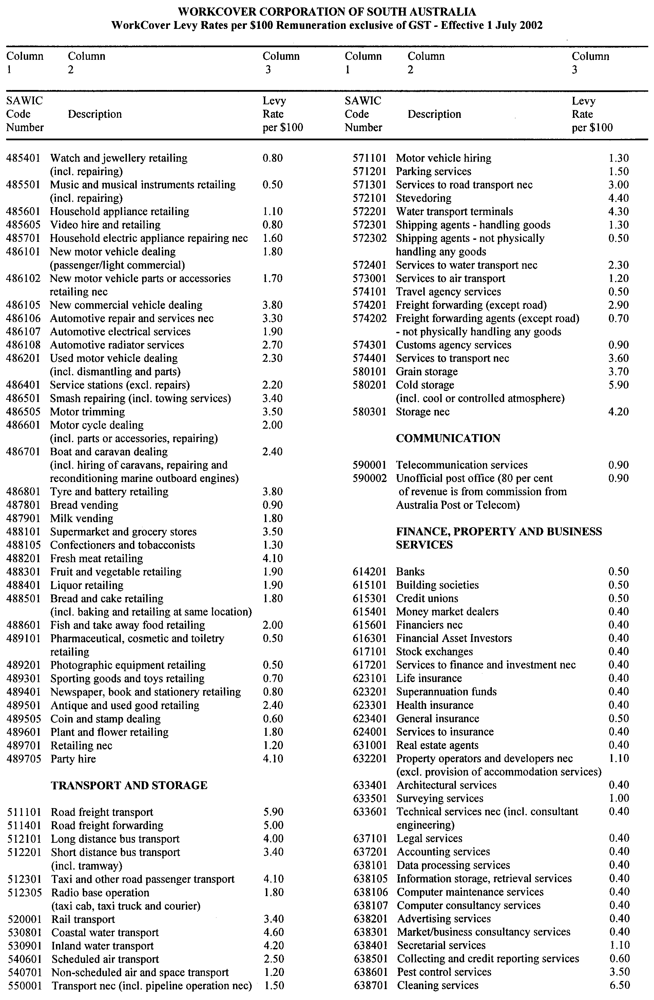 WORKCOVER CORPORATION OF SOUTH AUSTRALIA
WorkCover Levy Rates per $100 Remuneration exclusive of GST - Effective 1 July 2002
Column Column Column
1 2 3
SAWIC Levy
Code Description Rate
Number per $100
485401 Watch and jewellery retailing 0.80
(incl. repairing)
485501 Music and musical instruments retailing 0.50
(incl. repairing)
485601 Household appliance retailing 1.10
485605 Video hire and retailing 0.80
485701 Household electric appliance repairing nec 1.60
486101 New motor vehicle dealing 1.80
(passenger/light commercial)
486102 New motor vehicle parts or accessories 1.70
retailing nec
486105 New commercial vehicle dealing 3.80
486106 Automotive repair and services nec 3.30
486107 Automotive electrical services 1.90
486108 Automotive radiator services 2.70
486201 Used motor vehicle dealing 2.30
(incl. dismantling and parts)
486401 Service stations (excl. repairs) 2.20
486501 Smash repairing (incl. towing services) 3.40
486505 Motor trimming 3.50
486601 Motor cycle dealing 2.00
(incl. parts or accessories, repairing)
486701 Boat and caravan dealing 2.40
(incl. hiring of caravans, repairing and
reconditioning marine outboard engines)
486801 Tyre and battery retailing 3.80
487801 Bread vending 0.90
487901 Milk vending 1.80
488101 Supermarket and grocery stores 3.50
488105 Confectioners and tobacconists 1.30
488201 Fresh meat retailing 4.10
488301 Fruit and vegetable retailing 1.90
488401 Liquor retailing 1.90
488501 Bread and cake retailing 1.80
(incl. baking and retailing at same location)
488601 Fish and take away food retailing 2.00
489101 Pharmaceutical, cosmetic and toiletry 0.50
retailing
489201 Photographic equipment retailing 0.50
489301 Sporting goods and toys retailing 0.70
489401 Newspaper, book and stationery retailing 0.80
489501 Antique and used good retailing 2.40
489505 Coin and stamp dealing 0.60
489601 Plant and flower retailing 1.80
489701 Retailing nec 1.20
489705 Party hire 4.10
TRANSPORT AND STORAGE
511101 Road freight transport 5.90
511401 Road freight forwarding 5.00
512101 Long distance bus transport 4.00
512201 Short distance bus transport 3.40
(incl. tramway)
512301 Taxi and other road passenger transport 4.10
512305 Radio base operation 1.80
(taxi cab, taxi truck and courier)
520001 Rail transport 3.40
530801 Coastal water transport 4.60
530901 Inland water transport 4.20
540601 Scheduled air transport 2.50
540701 Non-scheduled air and space transport 1.20
550001 Transport nec (incl. pipeline operation nec) 1.50
Column Column Column
1 2 3
SAWIC Levy
Code Description Rate
Number per $100
571101 Motor vehicle hiring 1.30
571201 Parking services 1.50
571301 Services to road transport nec 3.00
572101 Stevedoring 4.40
572201 Water transport terminals 4.30
572301 Shipping agents - handling goods 1.30
572302 Shipping agents - not physically 0.50
handling any goods
572401 Services to water transport nec 2.30
573001 Services to air transport 1.20
574101 Travel agency services 0.50
574201 Freight forwarding (except road) 2.90
574202 Freight forwarding agents (except road) 0.70
- not physically handling any goods
574301 Customs agency services 0.90
574401 Services to transport nec 3.60
580101 Grain storage 3.70
580201 Cold storage 5.90
(incl. cool or controlled atmosphere)
580301 Storage nec 4.20
COMMUNICATION
590001 Telecommunication services 0.90
590002 Unofficial post office (80 per cent 0.90
of revenue is from commission from
Australia Post or Telecom)
FINANCE, PROPERTY AND BUSINESS
SERVICES
614201 Banks 0.50
615101 Building societies 0.50
615301 Credit unions 0.50
615401 Money market dealers 0.40
615601 Financiers nec 0.40
616301 Financial Asset Investors 0.40
617101 Stock exchanges 0.40
617201 Services to finance and investment nec 0.40
623101 Life insurance 0.40
623201 Superannuation funds 0.40
623301 Health insurance 0.40
623401 General insurance 0.50
624001 Services to insurance 0.40
631001 Real estate agents 0.40
632201 Property operators and developers nec 1.10
(excl. provision of accommodation services)
633401 Architectural services 0.40
633501 Surveying services 1.00
633601 Technical services nec (incl. consultant 0.40
engineering)
637101 Legal services 0.40
637201 Accounting services 0.40
638101 Data processing services 0.40
638105 Information storage, retrieval services 0.40
638106 Computer maintenance services 0.40
638107 Computer consultancy services 0.40
638201 Advertising services 0.40
638301 Market/business consultancy services 0.40
638401 Secretarial services 1.10
638501 Collecting and credit reporting services 0.60
638601 Pest control services 3.50
638701 Cleaning services 6.50